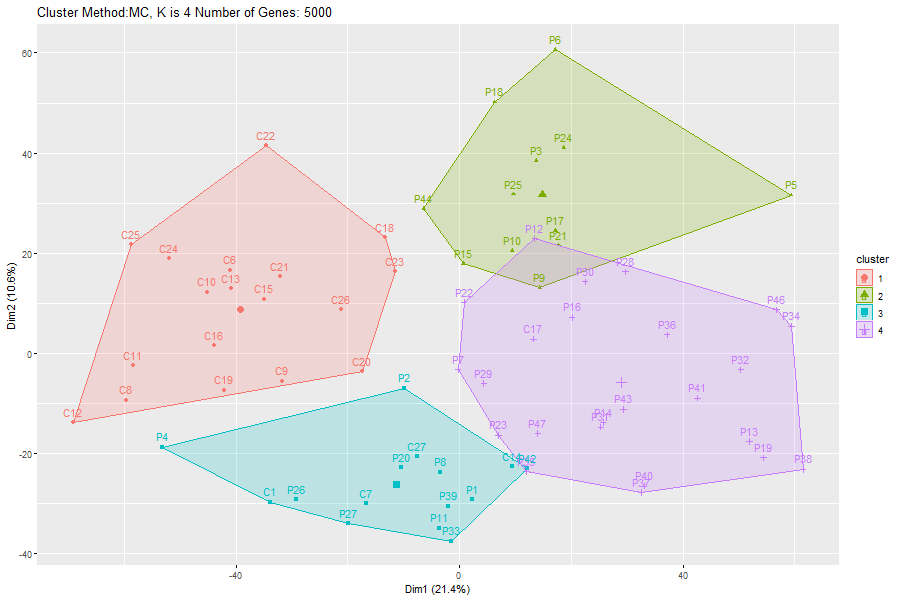 Cluster Method:MC, K is 4 Number of Genes: 5000
60
40
20
0
-20
-40
Dim2 (10.6%)
-40
0
40
Dim1 (21.4%)
P6
P18
P24
P3
C22
P25
P5
P44
P17
P12
C18
P21
C25
P10
C24
P15
C23
P28
C6
C21
P30
C10
C13
P9
C15
P22
C26
P46
P16
P34
C17
P36
C16
C11
C20
P7
P32
C9
P29
C19
P2
C8
P41
P43
C12
P14
P31
P23
P47
P4
P13
C27
P19
P20
P8
C14
P42
P38
P40
P37
C1
P26
C7
P39
P1
P27
P11
P33
cluster
1
2
3
4